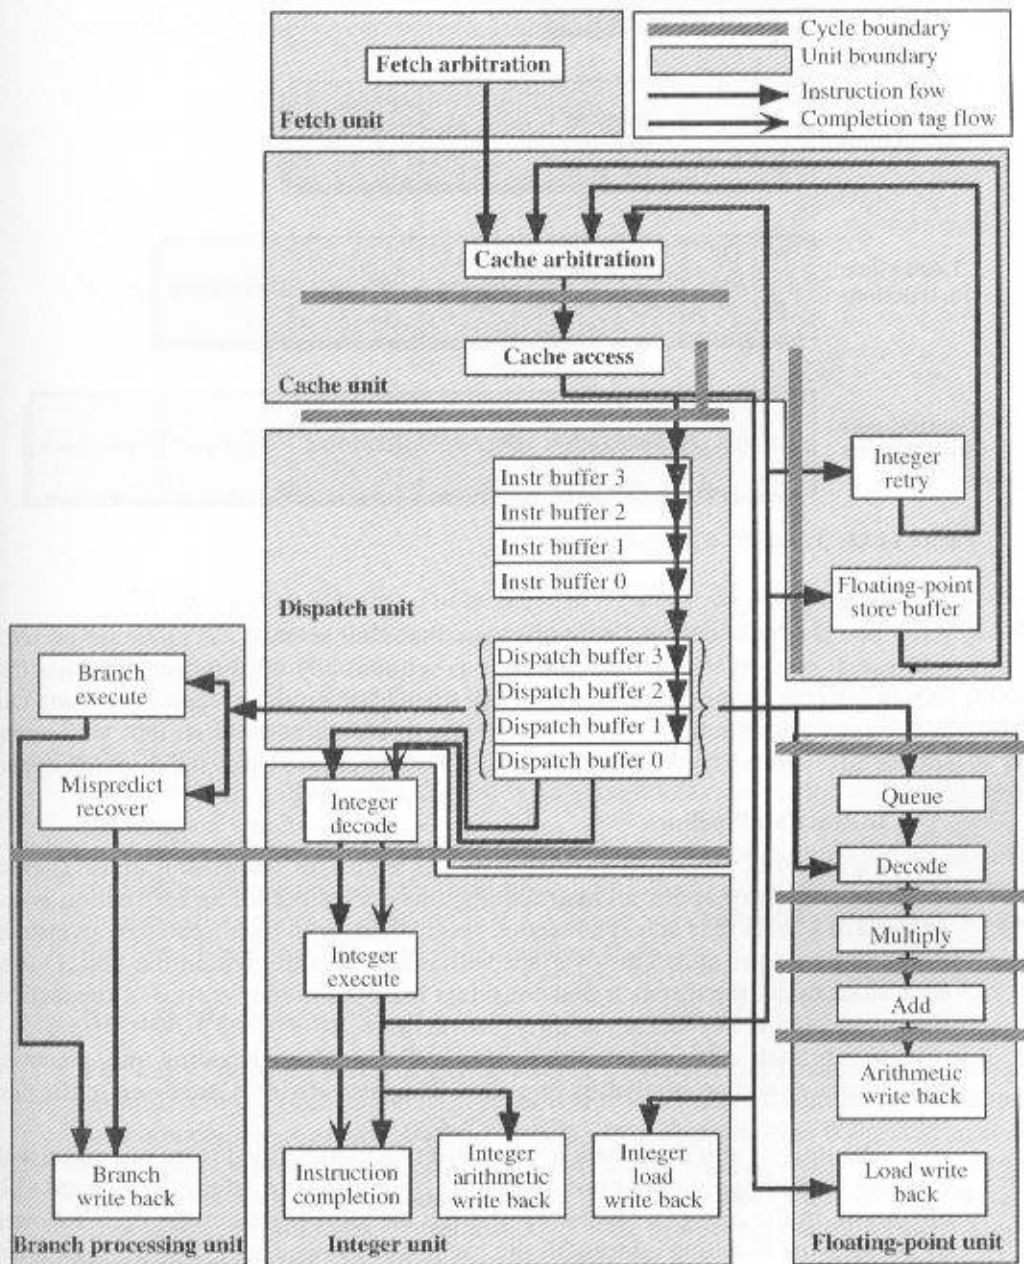 Fetch arbitration
Fetch unit
Cycle boundary
Unit boundary
Instruction fow
Completion tag flow
Cache arbitration
Cache access
Cache unit
Instr buffer 3
Instr buffer 2
Instr buffer 1
Instr buffer 0
Integer
retry
Floating-point
store buffer
Dispatch unit
Dispatch buffer 3
Dispatch buffer 2
Dispatch buffer 1
Dispatch buffer 0
Branch
execute
Mispredict
recover
Integer
decode
Queue
Decode
Multiply
Add
Integer
execute
Arithmetic
write back
Branch
write back
Instruction
completion
Integer
arithmetic
write back
Integer
load
write back
Load write
back
Branch processing unit
Integer unit
Floating-point unit